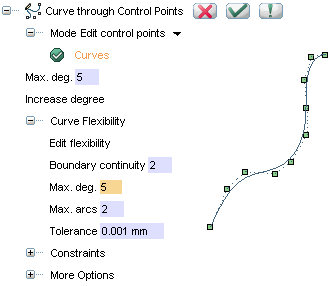 Curve through Control Points
Mode Edit control points
Curves
Max. deg. 5
Increase degree
Curve Flexibility
Edit flexibility
Boundary continuity 2
Max. deg. 5
Max. arcs 2
Tolerance 0.001 mm
Constraints
More Options